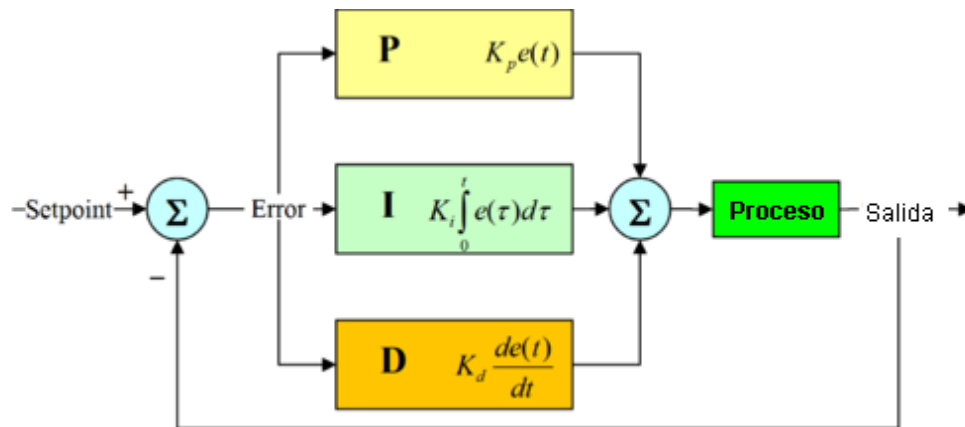 P K_p e(t)
–Setpoint + Σ Error I K_i ∫_0^t e(τ)dτ Σ Proceso Salida
–
D K_d de(t)/dt